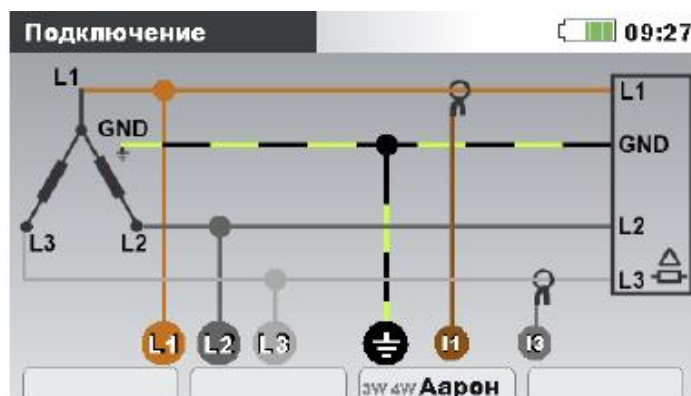 Подключение 09:27
L1 L1
GND GND
L3 L2 L2
L3
L1 L2 L3 I1 I3
3W 4W Аарон